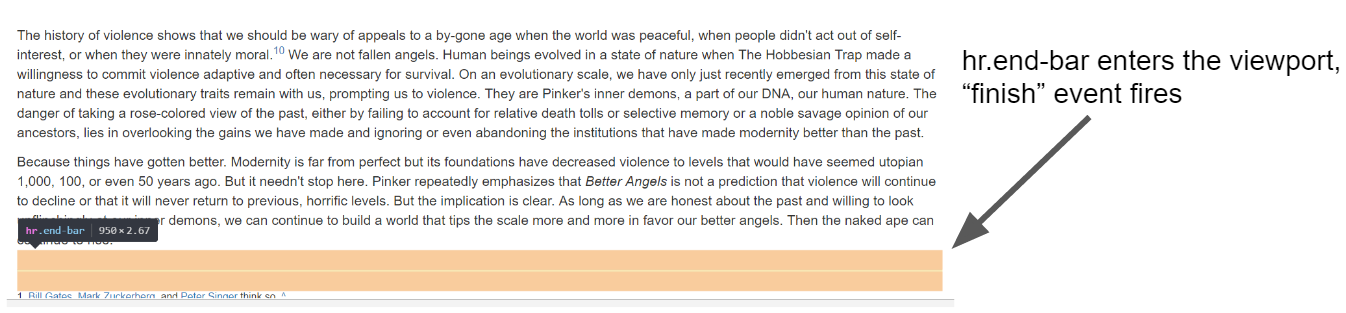 The history of violence shows that we should be wary of appeals to a by-gone age when the world was peaceful, when people didn't act out of self-
interest, or when they were innately moral.10 We are not fallen angels. Human beings evolved in a state of nature when The Hobbesian Trap made a
willingness to commit violence adaptive and often necessary for survival. On an evolutionary scale, we have only just recently emerged from this state of
nature and these evolutionary traits remain with us, prompting us to violence. They are Pinker's inner demons, a part of our DNA, our human nature. The
danger of taking a rose-colored view of the past, either by failing to account for relative death tolls or selective memory or a noble savage opinion of our
ancestors, lies in overlooking the gains we have made and ignoring or even abandoning the institutions that have made modernity better than the past.
Because things have gotten better. Modernity is far from perfect but its foundations have decreased violence to levels that would have seemed utopian
1,000, 100, or even 50 years ago. But it needn't stop here. Pinker repeatedly emphasizes that Better Angels is not a prediction that violence will continue
to decline or that it will never return to previous, horrific levels. But the implication is clear. As long as we are honest about the past and willing to look
demons, we can continue to build a world that tips the scale more and more in favor our better angels. Then the naked ape can
hr.end-bar 950×2.67
1. Bill Gates, Mark Zuckerberg, and Peter Singer think so. ^
hr.end-bar enters the viewport,
“finish” event fires